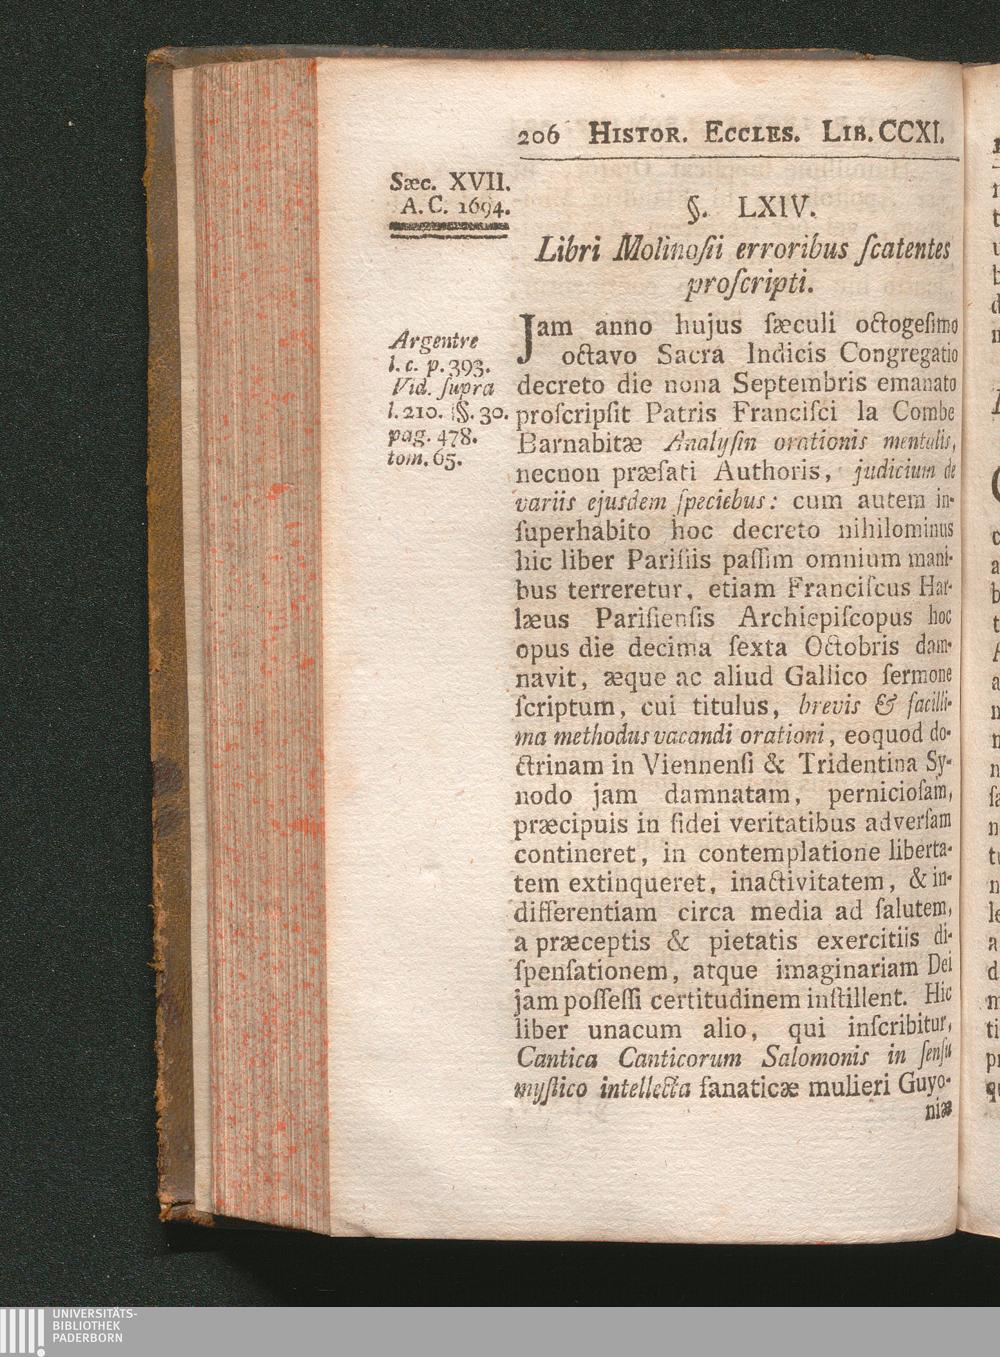 206 HISTOR. ECCLES. LIB. CCXI.
Sæc. XVII.
A. C. 1694.
§. LXIV.
Libri Molinoſii erroribus ſcatentes
proſcripti.
Argentre
l. c. p. 393.
Vid. ſupra
l. 210. §. 30.
pag. 478.
tom. 65.
Jam anno hujus ſæculi octogeſimo
octavo Sacra Indicis Congregatio
decreto die nona Septembris emanato
proſcripſit Patris Franciſci la Combe
Barnabitæ Analyſin orationis mentalis,
necnon præfati Authoris, judicium de
variis ejusdem ſpeciebus: cum autem in-
ſuperhabito hoc decreto nihilominus
hic liber Pariſiis paſſim omnium mani-
bus terreretur, etiam Franciſcus Har-
læus Pariſienſis Archiepiſcopus hoc
opus die decima ſexta Octobris dam-
navit, æque ac aliud Gallico ſermone
ſcriptum, cui titulus, brevis & facilli-
ma methodus vacandi orationi, eoquod do-
ctrinam in Viennenſi & Tridentina Sy-
nodo jam damnatam, pernicioſam,
præcipuis in fidei veritatibus adverſam
contineret, in contemplatione liberta-
tem extinqueret, inactivitatem, & in-
differentiam circa media ad ſalutem,
a præceptis & pietatis exercitiis di-
ſpenſationem, atque imaginariam Dei
jam poſſeſſi certitudinem inſtillent. Hic
liber unacum alio, qui inſcribitur,
Cantica Canticorum Salomonis in ſenſu
myſtico intellecta fanaticæ mulieri Guyo-
niæ
UNIVERSITÄTS-
BIBLIOTHEK
PADERBORN